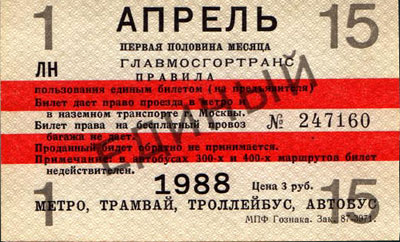 1 АПРЕЛЬ 15
ПЕРВАЯ ПОЛОВИНА МЕСЯЦА
ЛН ГЛАВМОСГОРТРАНС
ПРАВИЛА
пользования единым билетом (на предъявителя)
Билет дает право проезда в метро и
в наземном транспорте г. Москвы.
Билет права на бесплатный провоз
багажа не дает.
№ 247160
Проданный билет обратно не принимается.
Примечание: в автобусах 300-х и 400-х маршрутов билет
недействителен.
ЕДИНЫЙ
1 1988 Цена 3 руб. 15
МЕТРО, ТРАМВАЙ, ТРОЛЛЕЙБУС, АВТОБУС
МПФ Гознака. Зак. 87-3071.